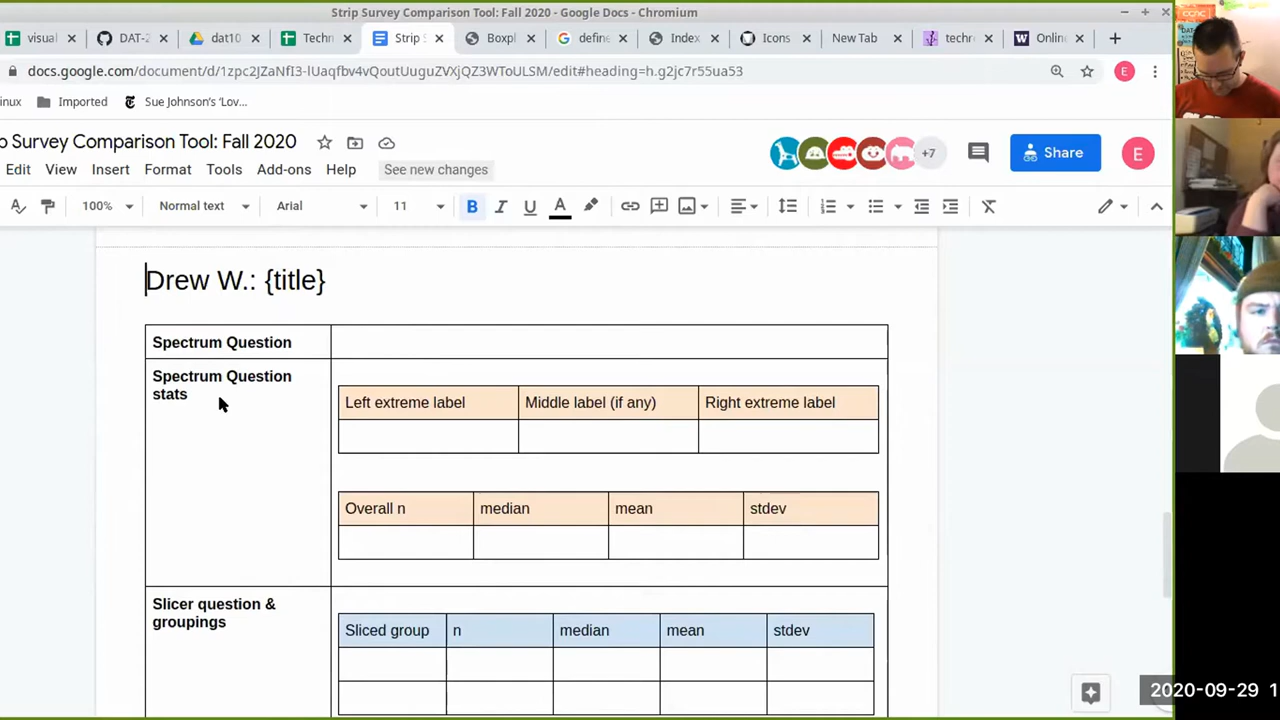 Strip Survey Comparison Tool: Fall 2020 - Google Docs - Chromium
visual DAT-2 dat10 Techn Strip S Boxpl define Index Icons New Tab techn Onlin
docs.google.com/document/d/1zpc2JZaNfI3-lUaqfbv4vQoutUuguZVXjQZ3WToULSM/edit#heading=h.g2jc7r55ua53
inux Imported Sue Johnson's 'Lov...
p Survey Comparison Tool: Fall 2020
+7 Share E
Edit View Insert Format Tools Add-ons Help See new changes
100% Normal text Arial 11 B I U A
Drew W.: {title}
Spectrum Question
Spectrum Question
stats
Left extreme label Middle label (if any) Right extreme label
Overall n median mean stdev
Slicer question &
groupings
Sliced group n median mean stdev
2020-09-29 1